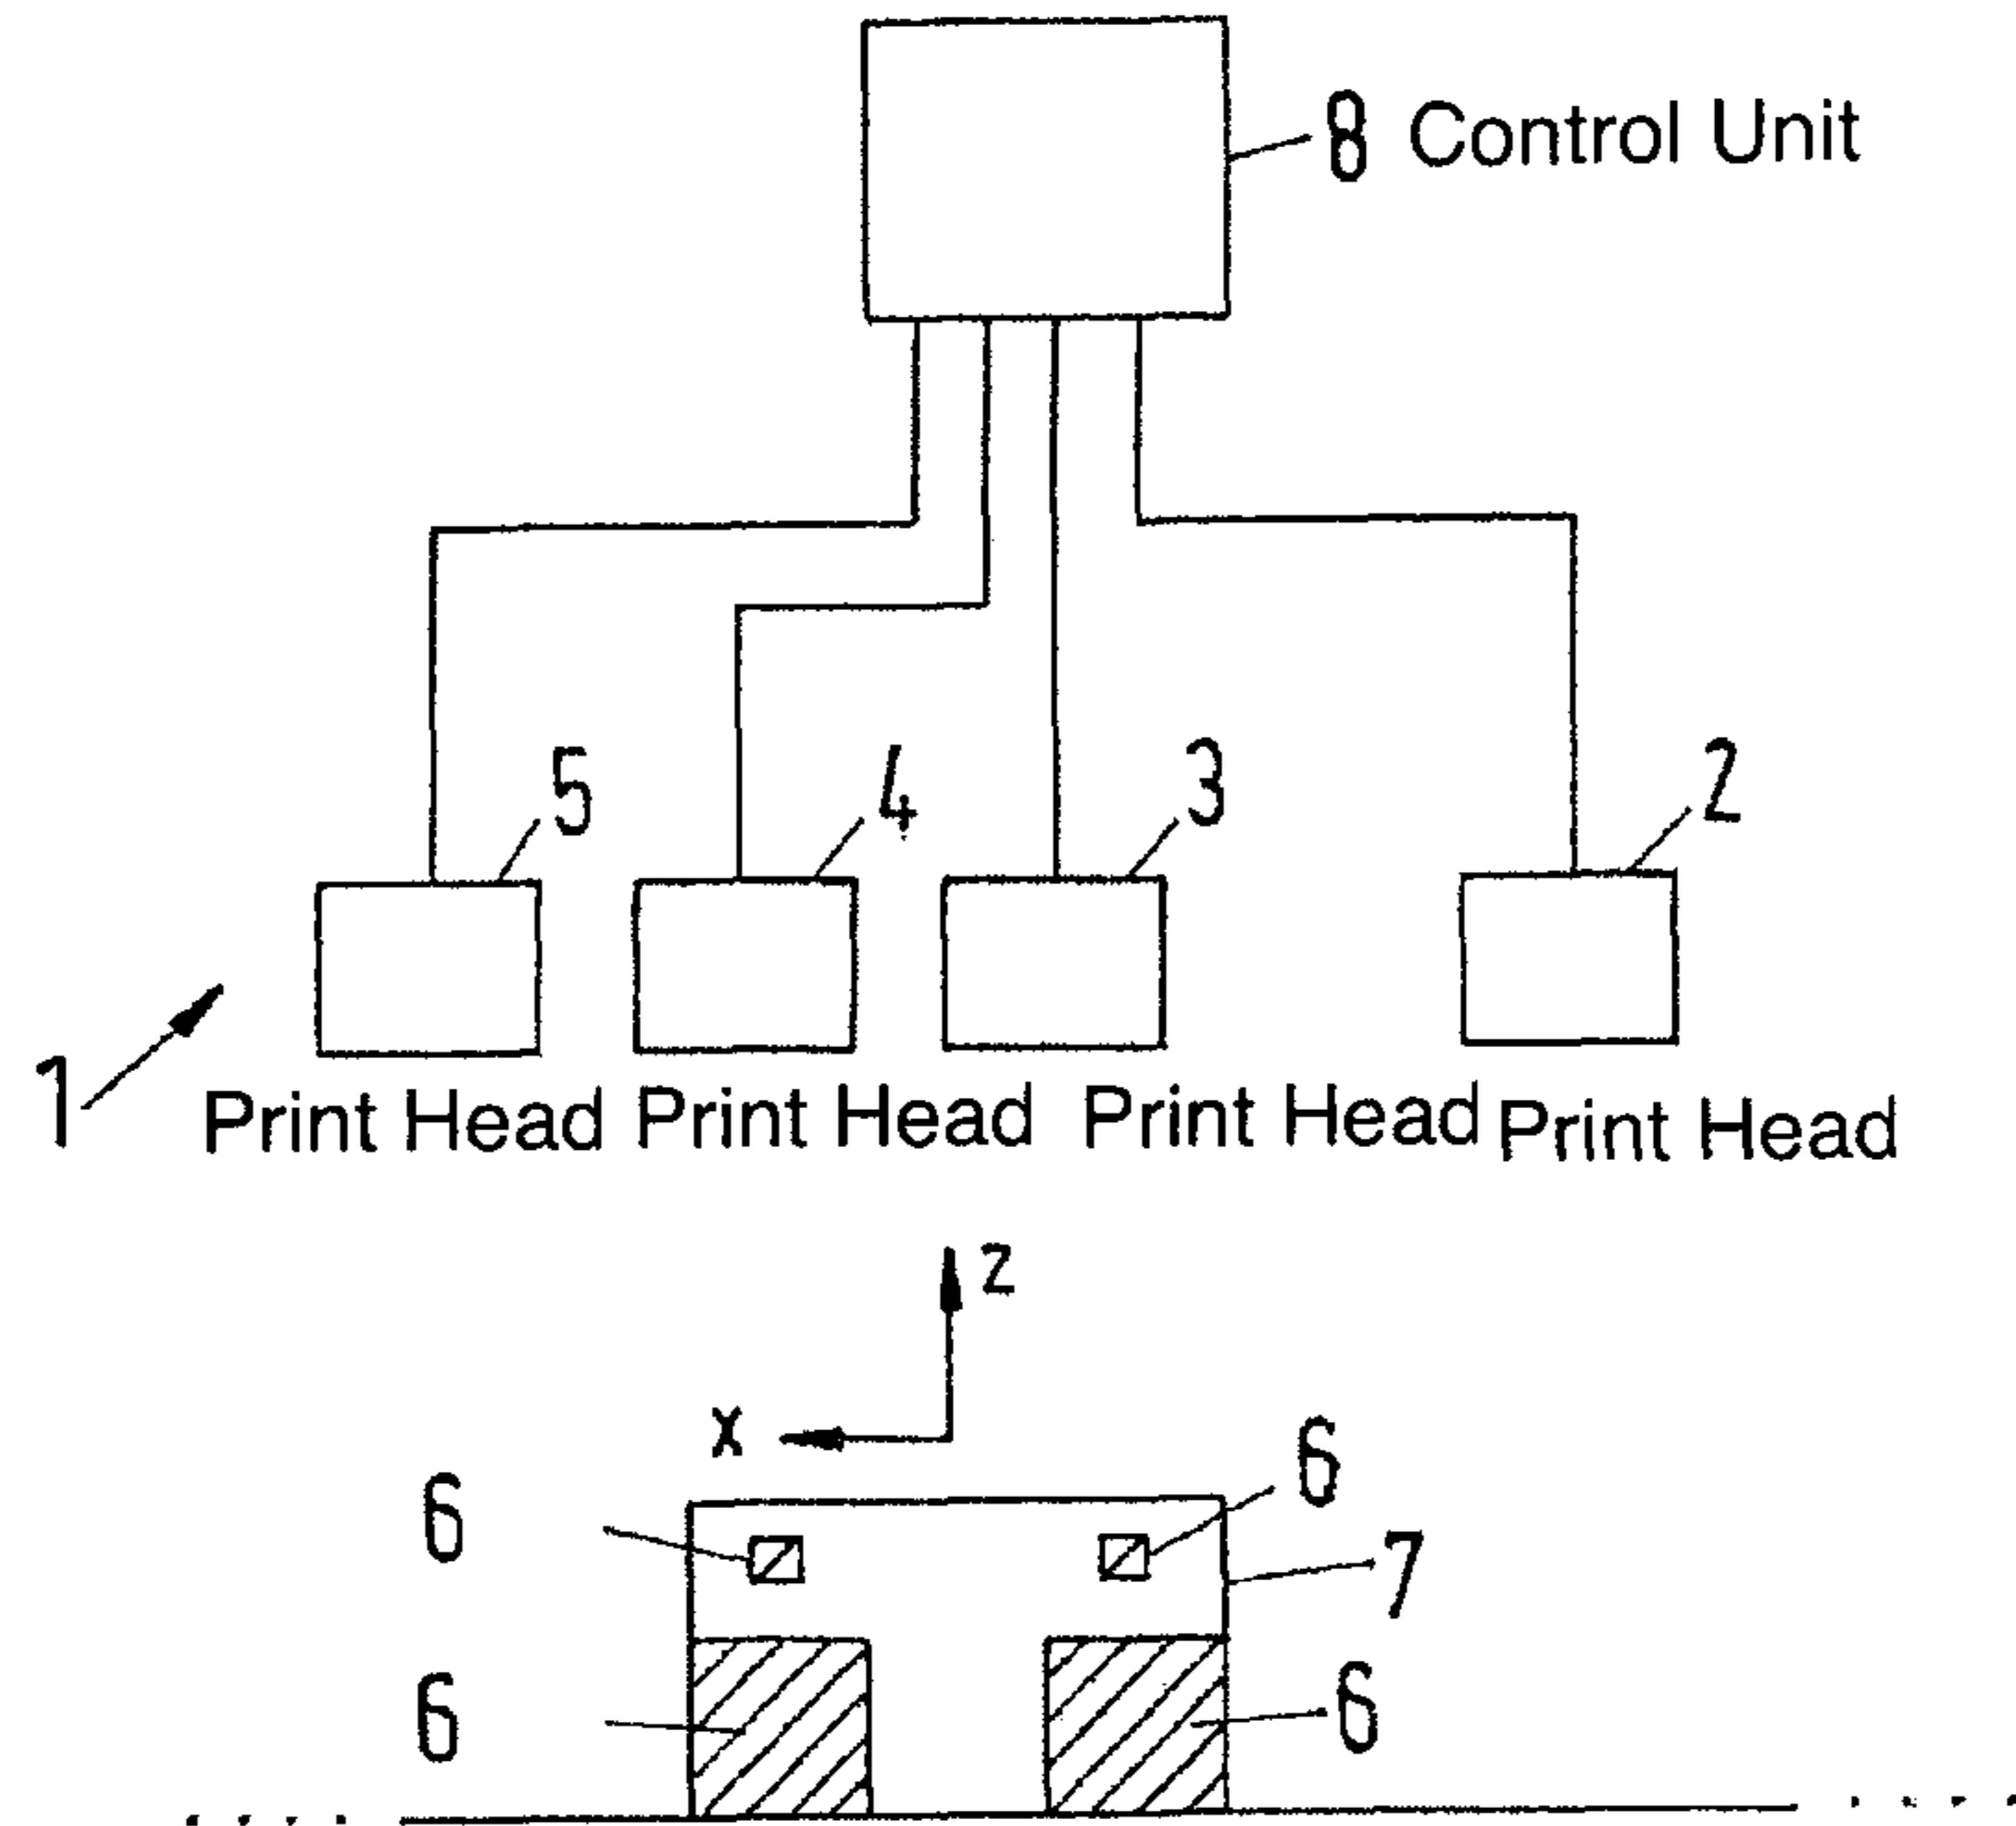 8 Control Unit
5 4 3 2
1
Print Head Print Head Print Head Print Head
z
x
6 6
7
6 6